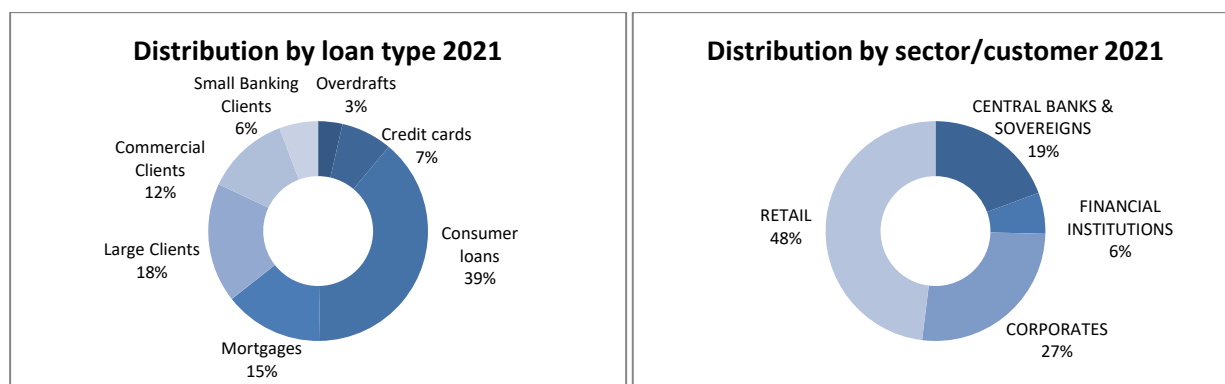 Distribution by loan type 2021
Small Banking
Clients
6%
Overdrafts
3%
Credit cards
7%
Commercial
Clients
12%
Large Clients
18%
Consumer
loans
39%
Mortgages
15%
Distribution by sector/customer 2021
CENTRAL BANKS &
SOVEREIGNS
19%
RETAIL
48%
FINANCIAL
INSTITUTIONS
6%
CORPORATES
27%